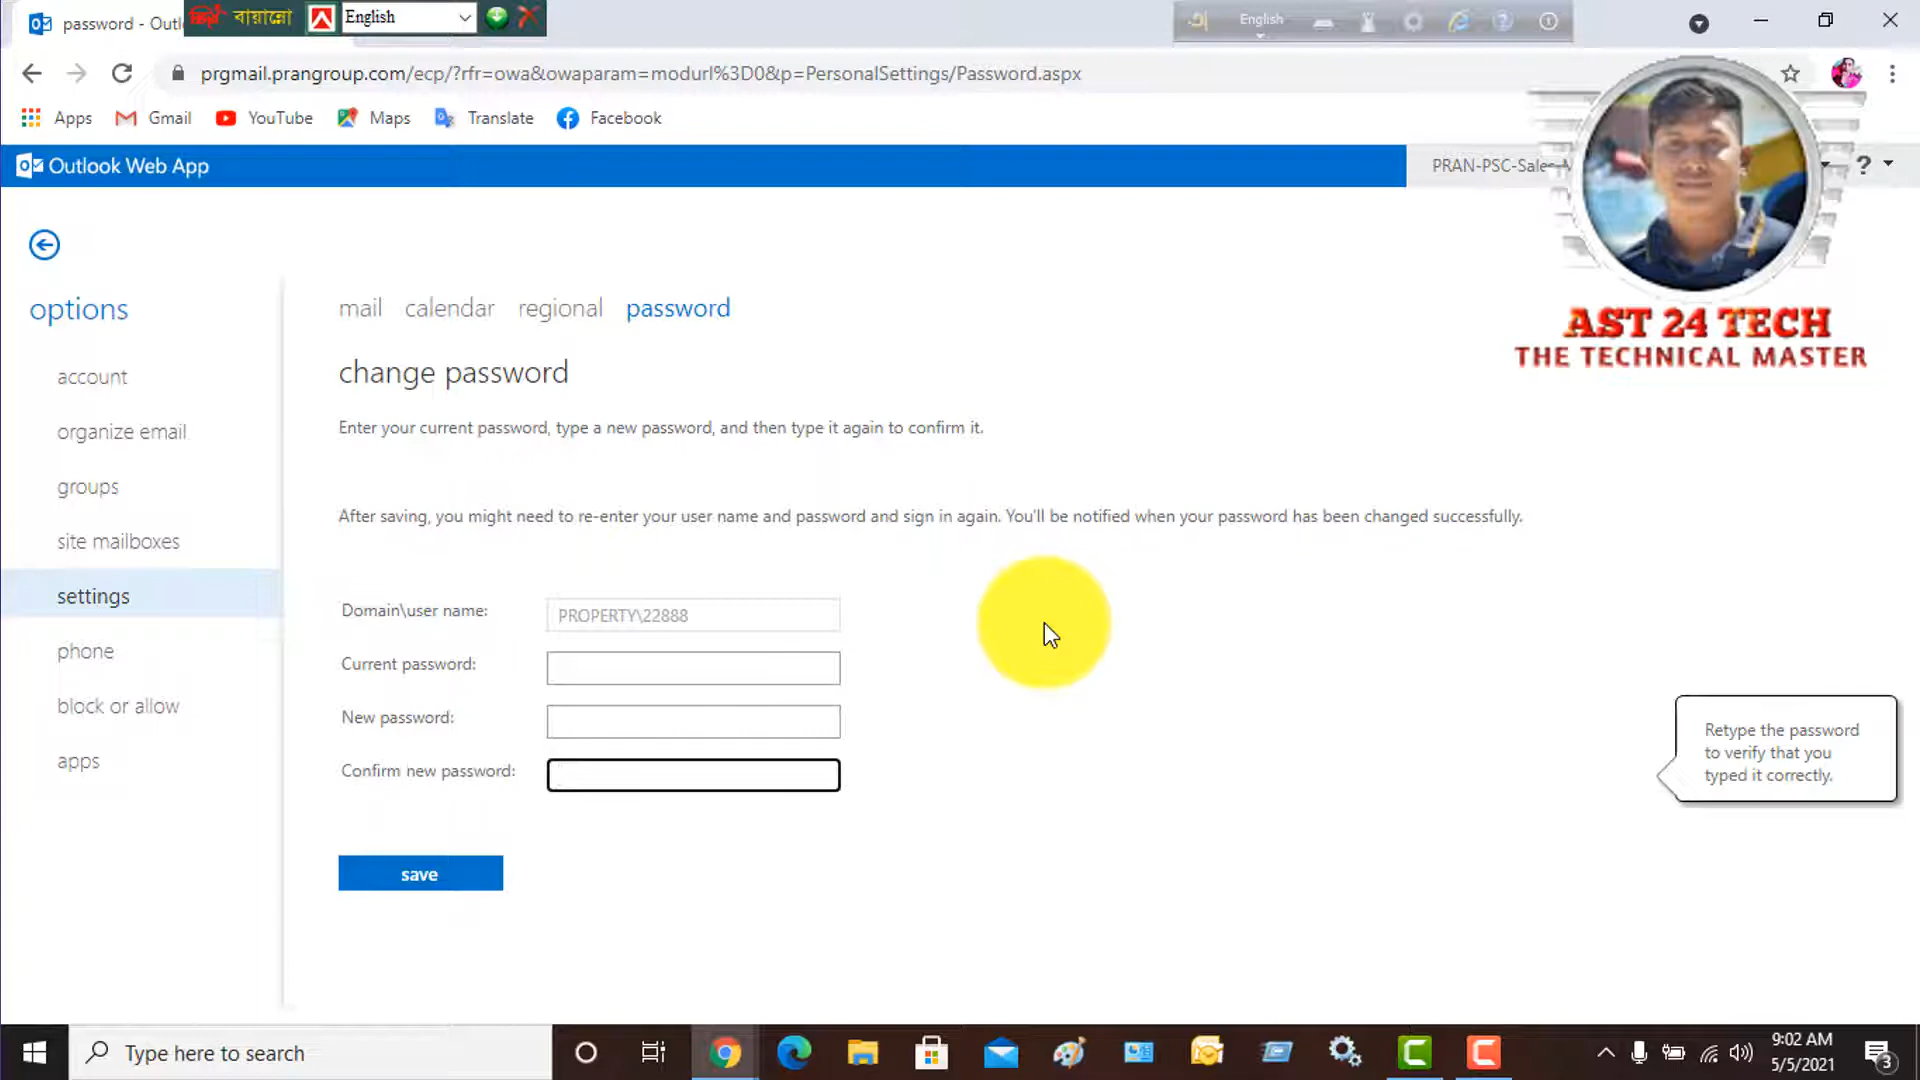 password - Outl
বায়ান্নো
English
English
prgmail.prangroup.com/ecp/?rfr=owa&owaparam=modurl%3D0&p=PersonalSettings/Password.aspx
Apps
Gmail
YouTube
Maps
Translate
Facebook
Outlook Web App
PRAN-PSC-Sales-
?
AST 24 TECH
THE TECHNICAL MASTER
options
account
organize email
groups
site mailboxes
settings
phone
block or allow
apps
mail calendar regional password
change password
Enter your current password, type a new password, and then type it again to confirm it.
After saving, you might need to re-enter your user name and password and sign in again. You'll be notified when your password has been changed successfully.
Domain\user name: PROPERTY\22888
Current password:
New password:
Confirm new password:
Retype the password
to verify that you
typed it correctly.
save
Type here to search
9:02 AM
5/5/2021
3